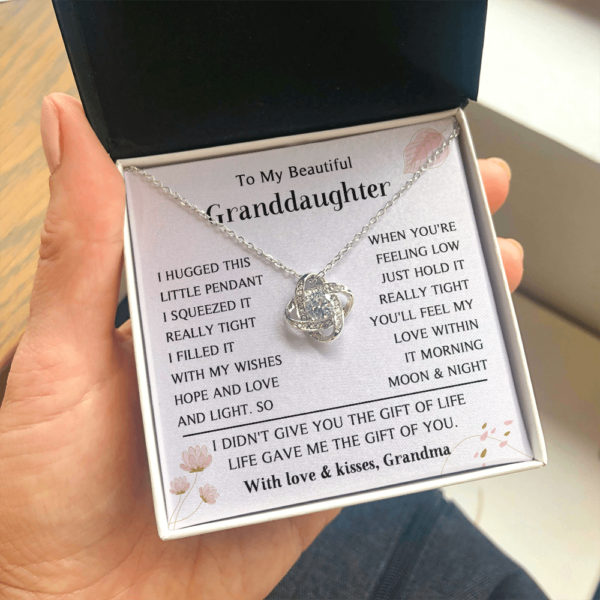 To My Beautiful
Granddaughter
I HUGGED THIS
LITTLE PENDANT
I SQUEEZED IT
REALLY TIGHT
I FILLED IT
WITH MY WISHES
HOPE AND LOVE
AND LIGHT. SO
WHEN YOU'RE
FEELING LOW
JUST HOLD IT
REALLY TIGHT
YOU'LL FEEL MY
LOVE WITHIN
IT MORNING
MOON & NIGHT
I DIDN'T GIVE YOU THE GIFT OF LIFE
LIFE GAVE ME THE GIFT OF YOU.
With love & kisses, Grandma